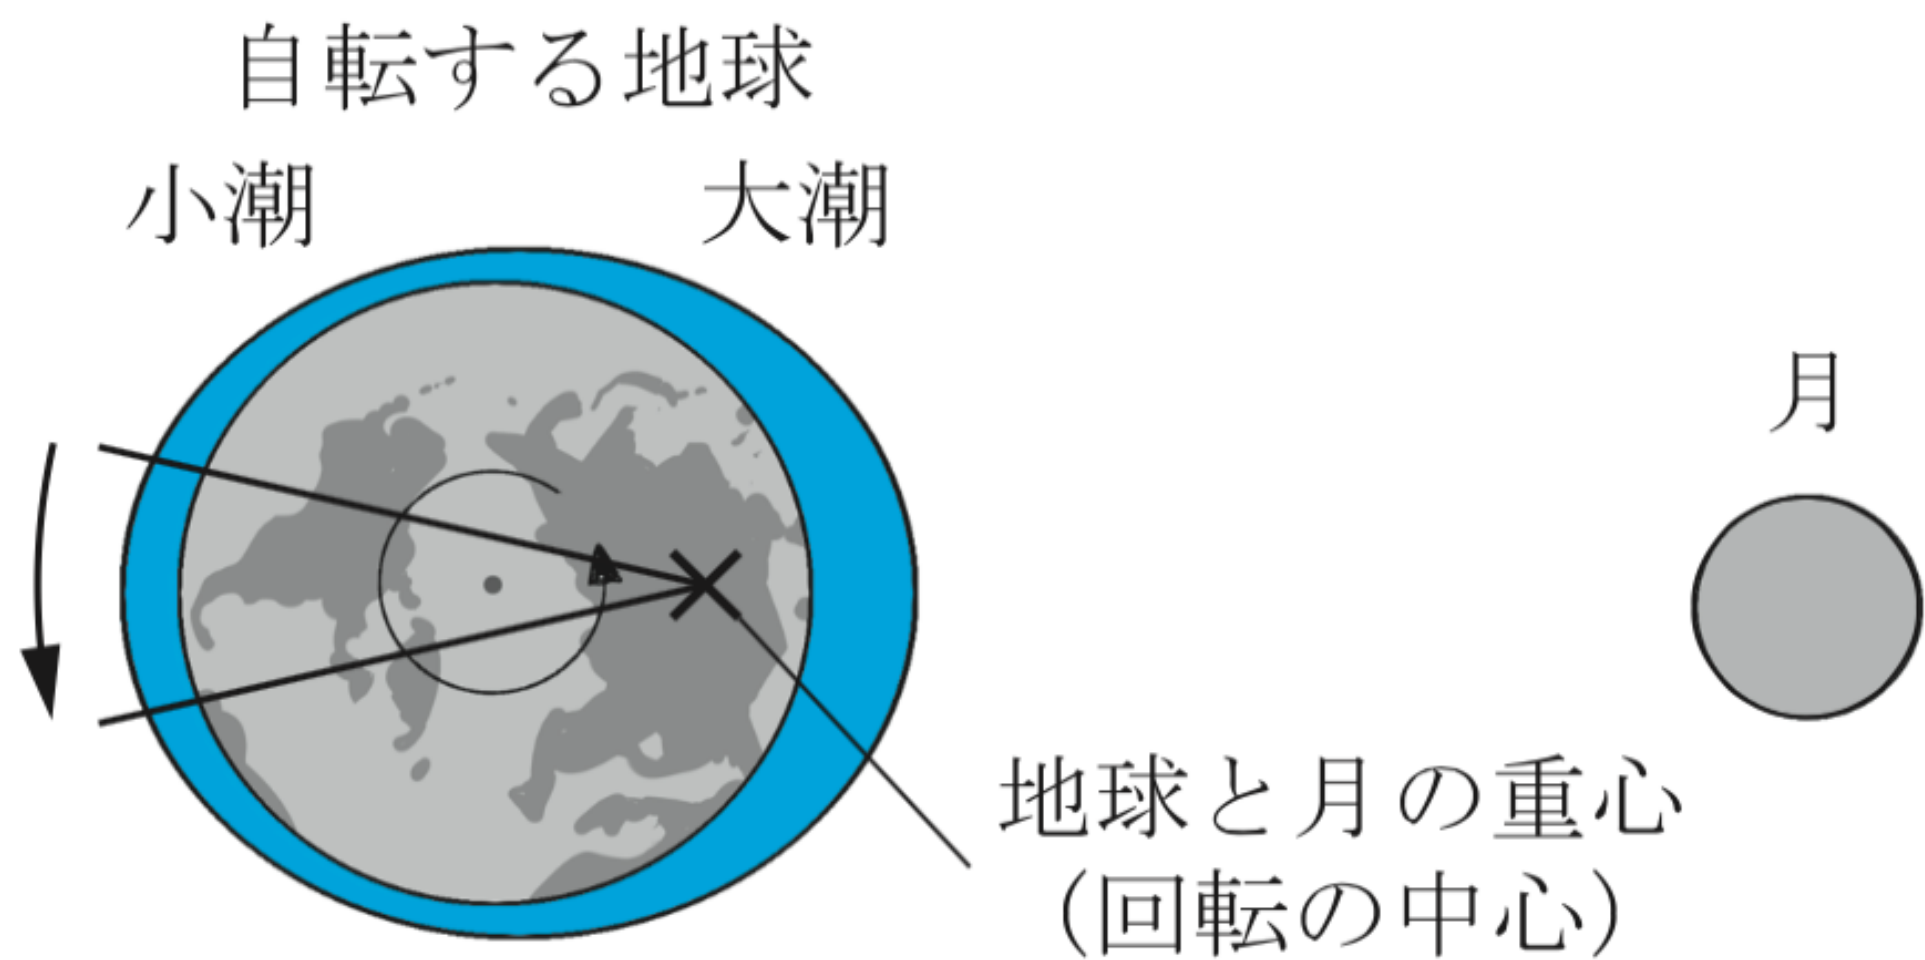 自転する地球
小潮
大潮
月
地球と月の重心
(回転の中心)